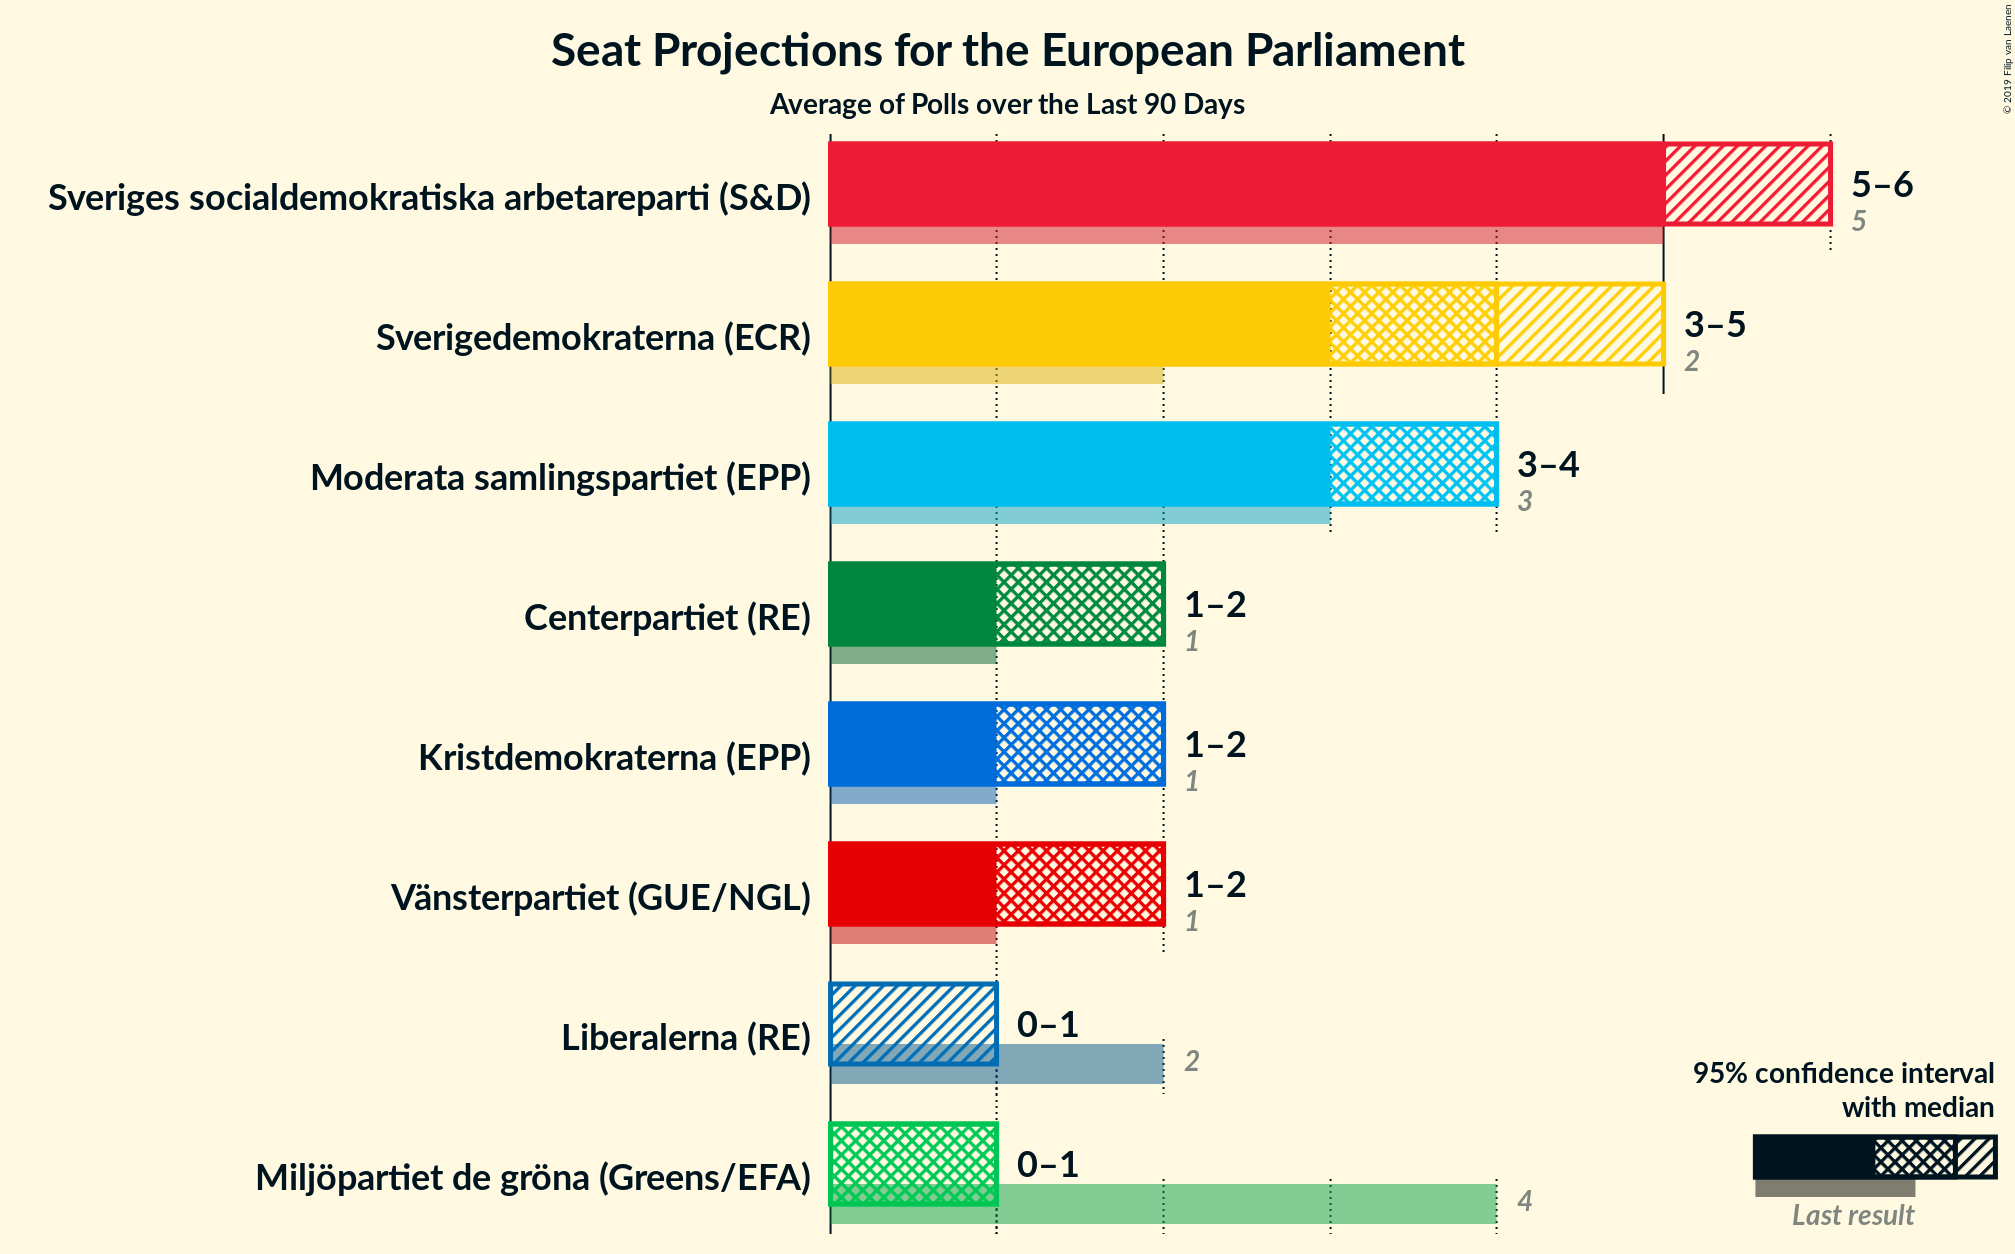 Seat Projections for the European Parliament
Average of Polls over the Last 90 Days
© 2019 Filip van Laenen
Sveriges socialdemokratiska arbetareparti (S&D)
5–6
5
Sverigedemokraterna (ECR)
3–5
2
Moderata samlingspartiet (EPP)
3–4
3
Centerpartiet (RE)
1–2
1
Kristdemokraterna (EPP)
1–2
1
Vänsterpartiet (GUE/NGL)
1–2
1
Liberalerna (RE)
0–1
2
Miljöpartiet de gröna (Greens/EFA)
0–1
4
95% confidence interval
with median
Last result